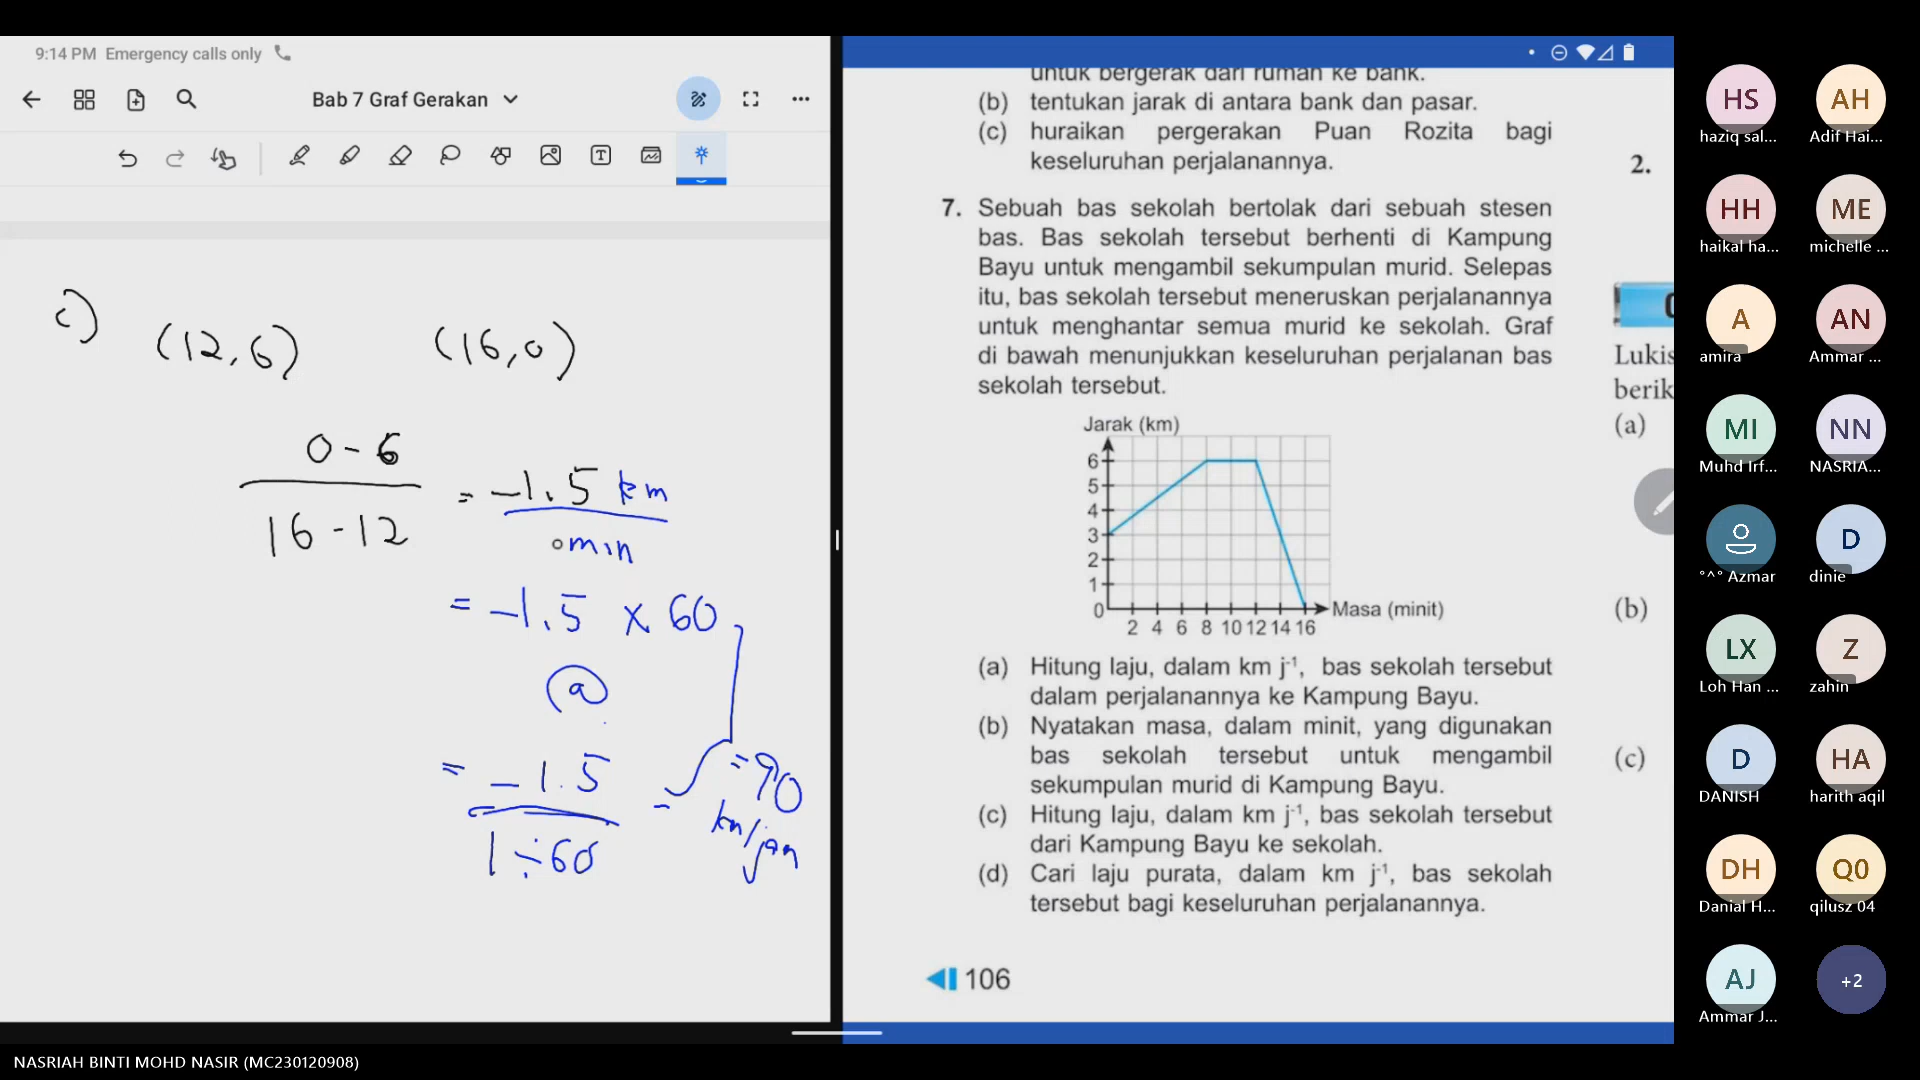 9:14 PM Emergency calls only
Bab 7 Graf Gerakan
c)
(12,6) (16,0)
0 - 6
16 - 12
= -1.5 km
min
= -1.5 x 60
@
= -1.5
1 ÷ 60
=
= 90
km/jam
untuk bergerak dari rumah ke bank.
(b) tentukan jarak di antara bank dan pasar.
(c) huraikan pergerakan Puan Rozita bagi
keseluruhan perjalanannya.
7. Sebuah bas sekolah bertolak dari sebuah stesen
bas. Bas sekolah tersebut berhenti di Kampung
Bayu untuk mengambil sekumpulan murid. Selepas
itu, bas sekolah tersebut meneruskan perjalanannya
untuk menghantar semua murid ke sekolah. Graf
di bawah menunjukkan keseluruhan perjalanan bas
sekolah tersebut.
Jarak (km)
6
5
4
3
2
1
0
Masa (minit)
2 4 6 8 10 12 14 16
(a) Hitung laju, dalam km j⁻¹, bas sekolah tersebut
dalam perjalanannya ke Kampung Bayu.
(b) Nyatakan masa, dalam minit, yang digunakan
bas sekolah tersebut untuk mengambil
sekumpulan murid di Kampung Bayu.
(c) Hitung laju, dalam km j⁻¹, bas sekolah tersebut
dari Kampung Bayu ke sekolah.
(d) Cari laju purata, dalam km j⁻¹, bas sekolah
tersebut bagi keseluruhan perjalanannya.
106
2.
Lukis
berik
(a)
(b)
(c)
HS AH
haziq sal... Adif Hai...
HH ME
haikal ha... michelle ...
A AN
amira Ammar ...
MI NN
Muhd Irf... NASRIA...
D
°^° Azmar dinie
LX Z
Loh Han ... zahin
D HA
DANISH harith aqil
DH Q0
Danial H... qilusz 04
AJ +2
Ammar J...
NASRIAH BINTI MOHD NASIR (MC230120908)